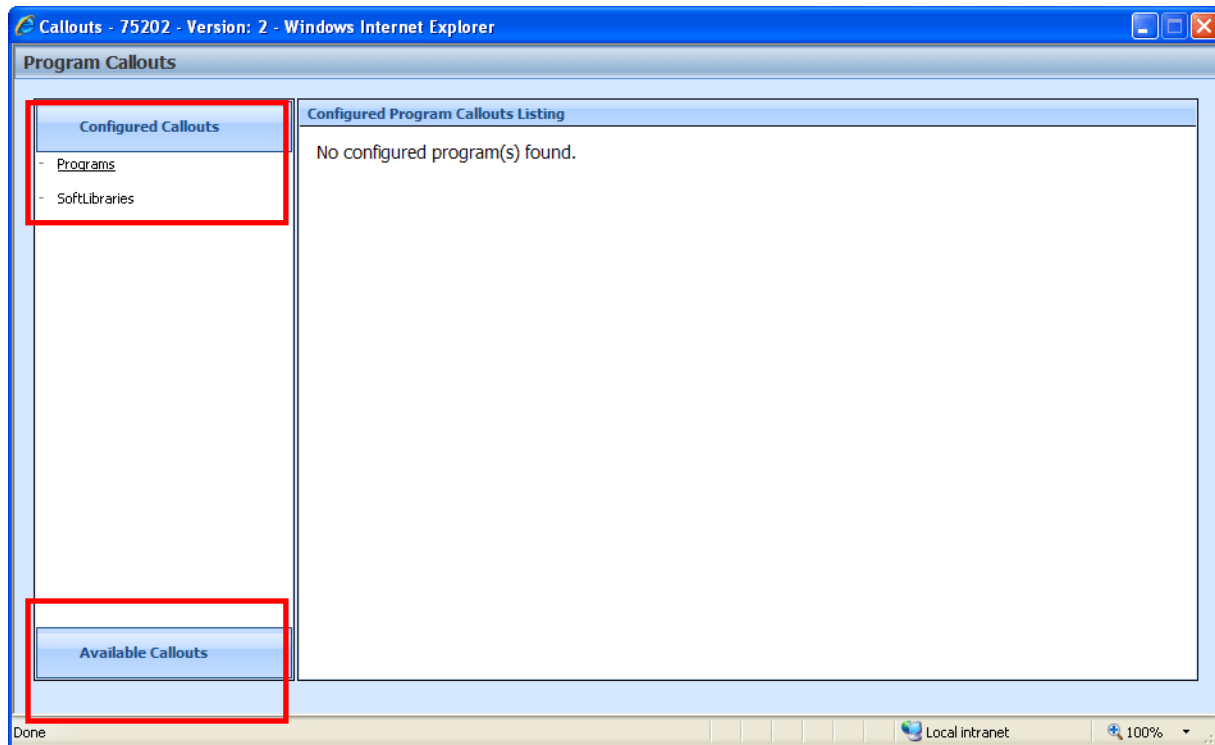 Callouts - 75202 - Version: 2 - Windows Internet Explorer
Program Callouts
Configured Callouts
- Programs
- SoftLibraries
Available Callouts
Configured Program Callouts Listing
No configured program(s) found.
Done
Local intranet
100%